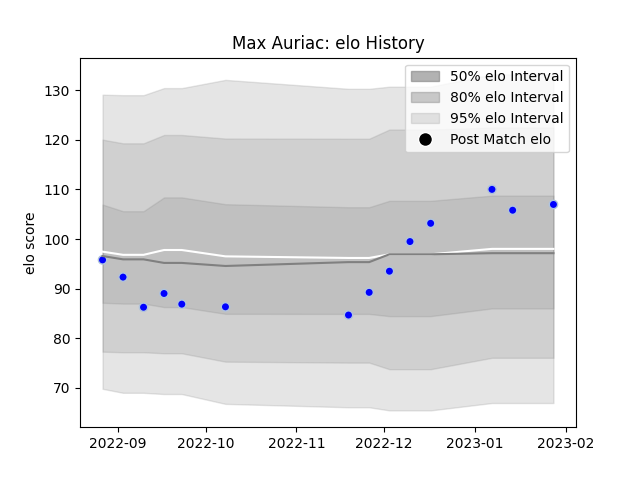 Max Auriac: elo History
50% elo Interval
80% elo Interval
95% elo Interval
Post Match elo
elo score
130
120
110
100
90
80
70
2022-09 2022-10 2022-11 2022-12 2023-01 2023-02